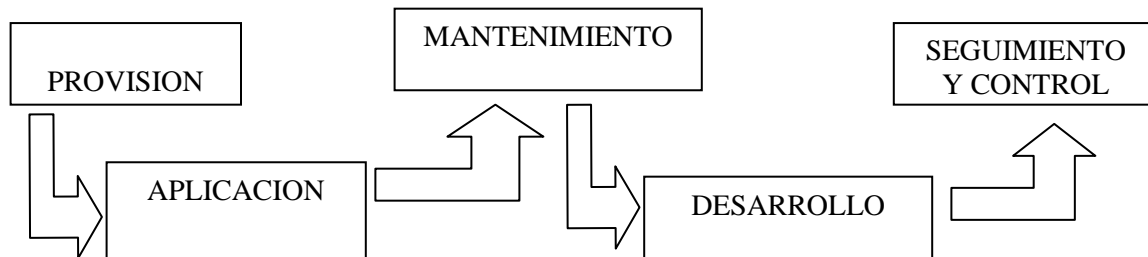 PROVISION
APLICACION
MANTENIMIENTO
DESARROLLO
SEGUIMIENTO
Y CONTROL